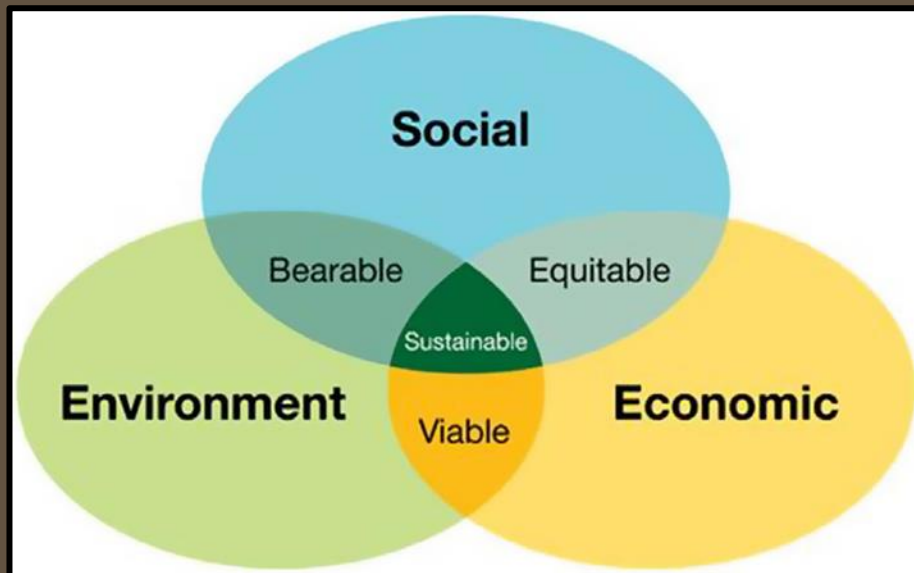 Social
Bearable
Equitable
Sustainable
Environment
Economic
Viable